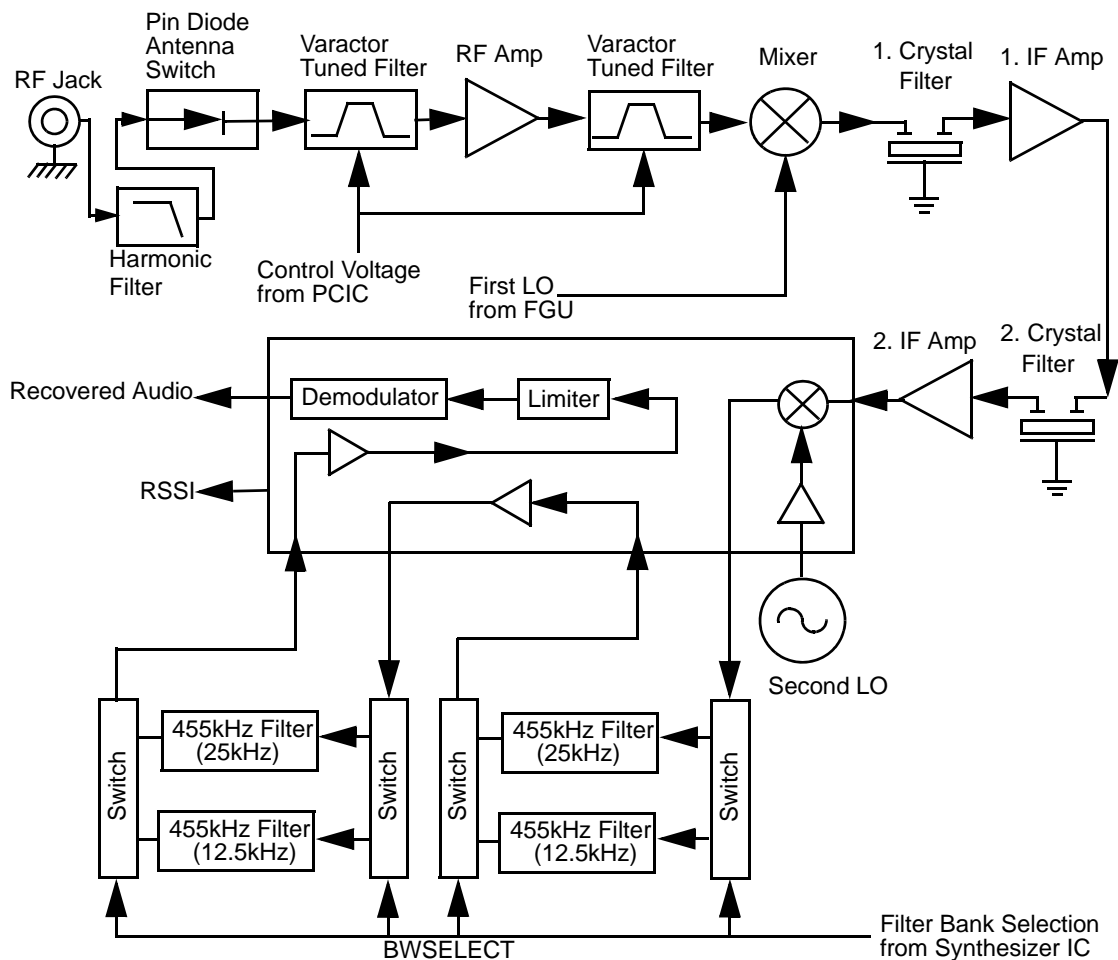 Pin Diode
Antenna
Switch
Varactor
Tuned Filter
RF Amp
Varactor
Tuned Filter
Mixer
1. Crystal
Filter
1. IF Amp
RF Jack
Harmonic
Filter
Control Voltage
from PCIC
First LO
from FGU
2. IF Amp
2. Crystal
Filter
Recovered Audio
Demodulator
Limiter
RSSI
Second LO
Switch
455kHz Filter
(25kHz)
455kHz Filter
(12.5kHz)
Switch
Switch
455kHz Filter
(25kHz)
455kHz Filter
(12.5kHz)
Switch
BWSELECT
Filter Bank Selection
from Synthesizer IC